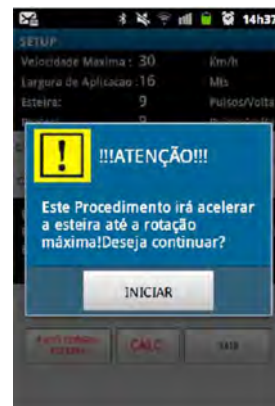 14h37
SETUP
Velocidade Maxima : 30 Km/h
Largura de Aplicacao :16 Mts
Esteira: 9 Pulsos/Volta
9
!!!ATENÇÃO!!!
Este Procedimento irá acelerar
a esteira até a rotação
máxima!Deseja continuar?
INICIAR
CALC